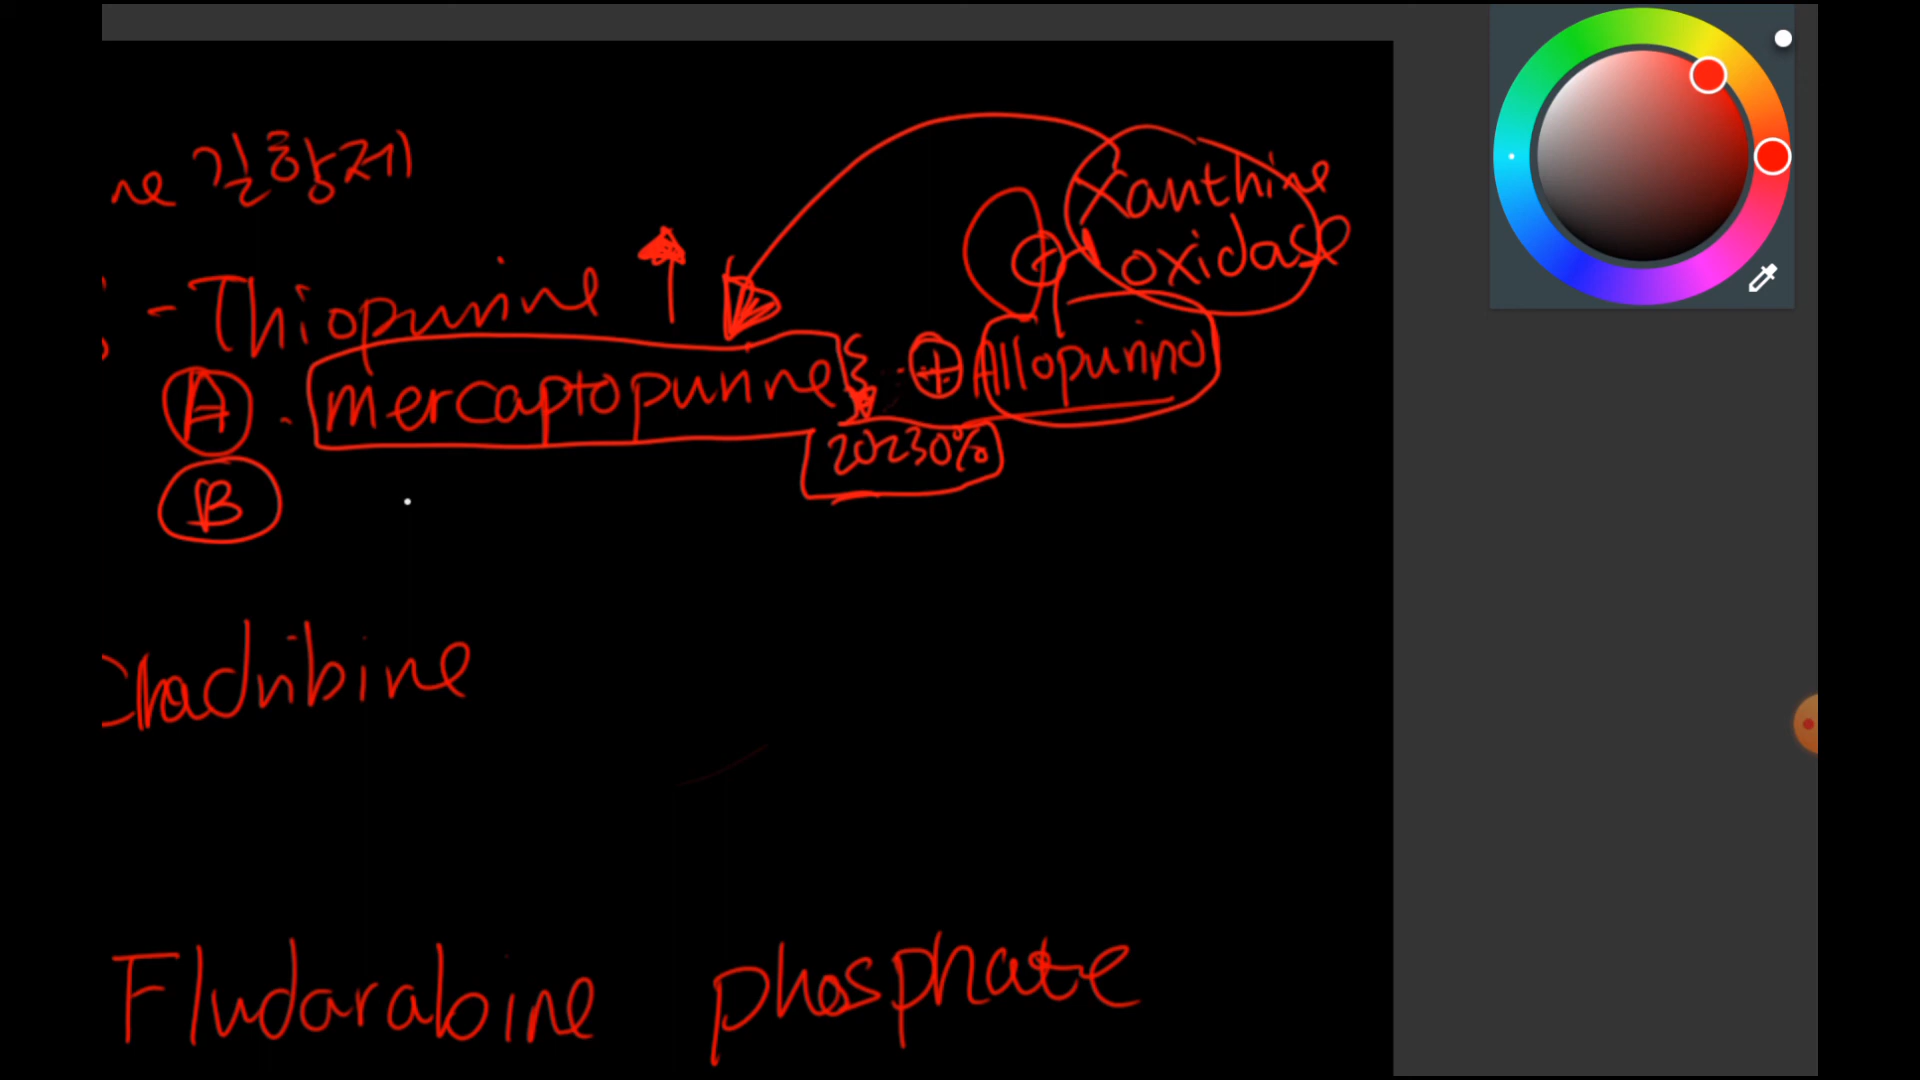 ne 길항제
Xanthine
oxidase
- Thiopurine ↑
A - mercaptopurine + Allopurinol
20~30%
B
Cladribine
Fludarabine phosphate